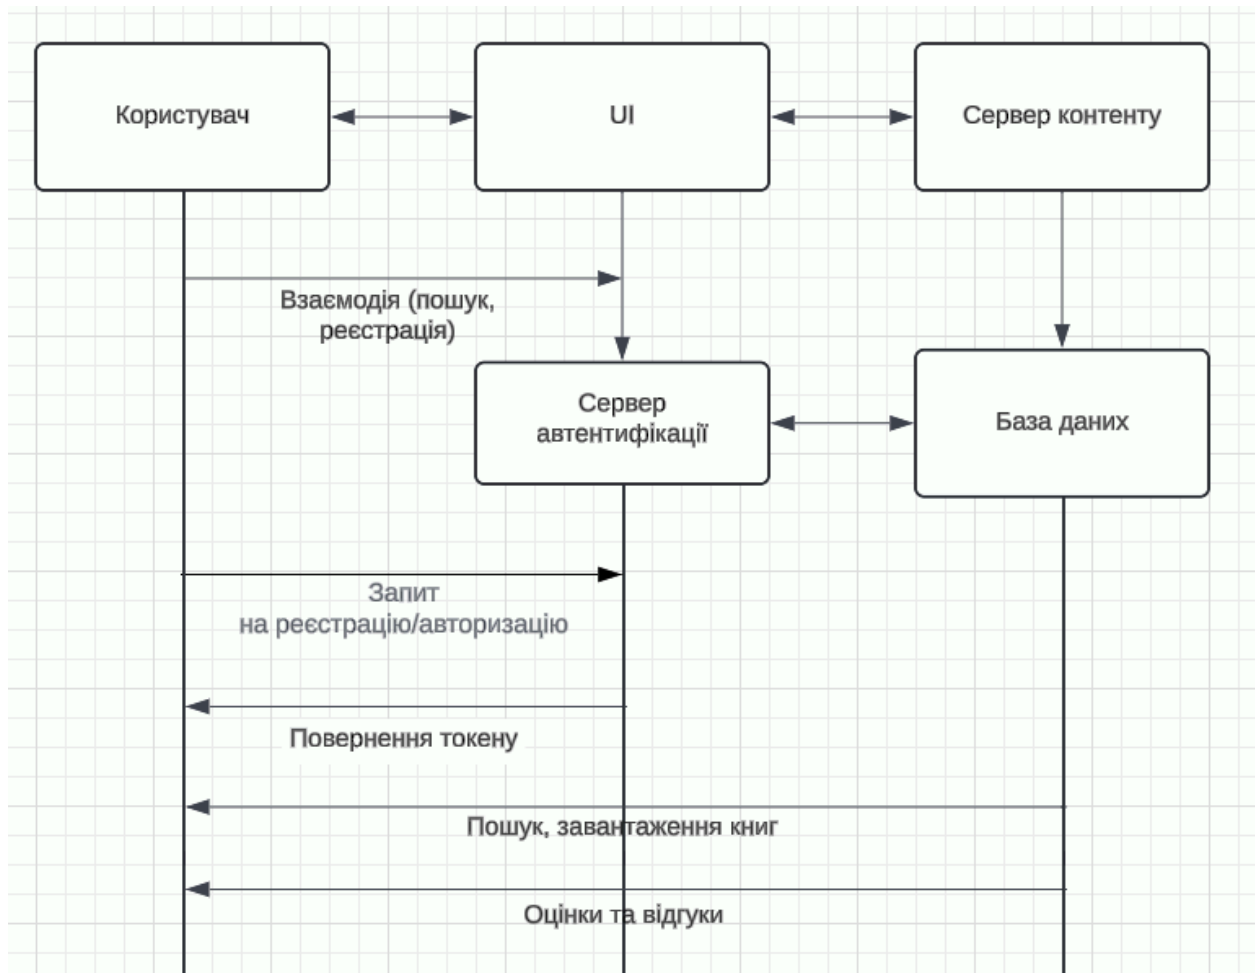 Користувач
UI
Сервер контенту
Взаємодія (пошук,
реєстрація)
Сервер
автентифікації
База даних
Запит
на реєстрацію/авторизацію
Повернення токену
Пошук, завантаження книг
Оцінки та відгуки